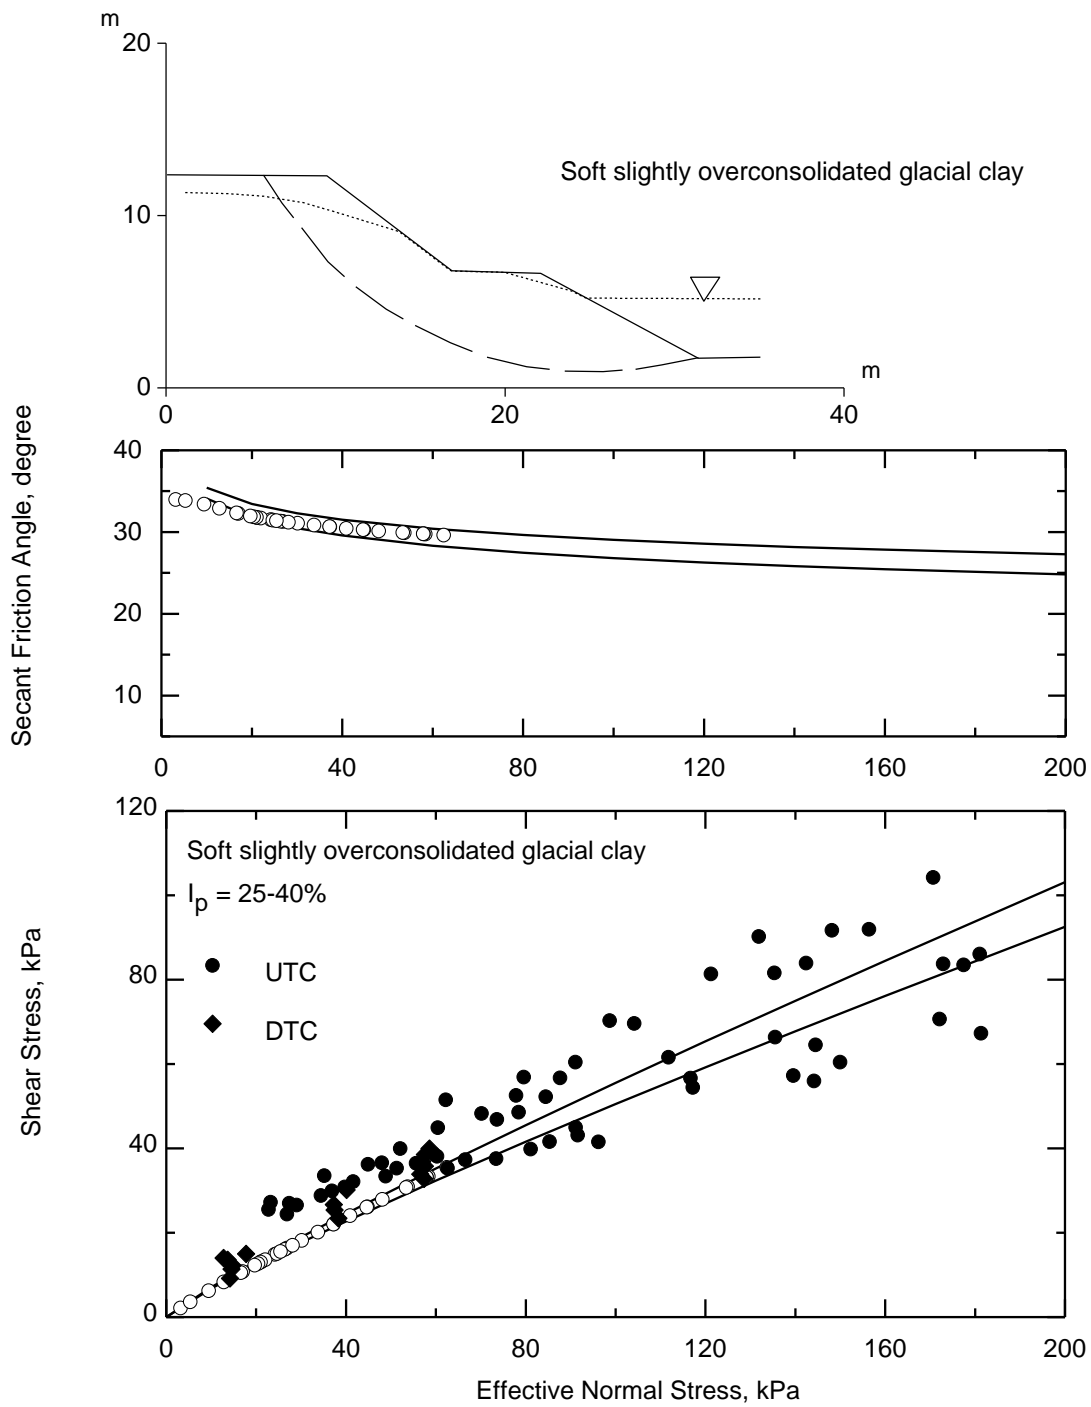 m
20
Soft slightly overconsolidated glacial clay
10
m
0
0 20 40
Secant Friction Angle, degree
40
30
20
10
0 40 80 120 160 200
120
Soft slightly overconsolidated glacial clay
Ip = 25-40%
Shear Stress, kPa
80
UTC
DTC
40
0
0 40 80 120 160 200
Effective Normal Stress, kPa